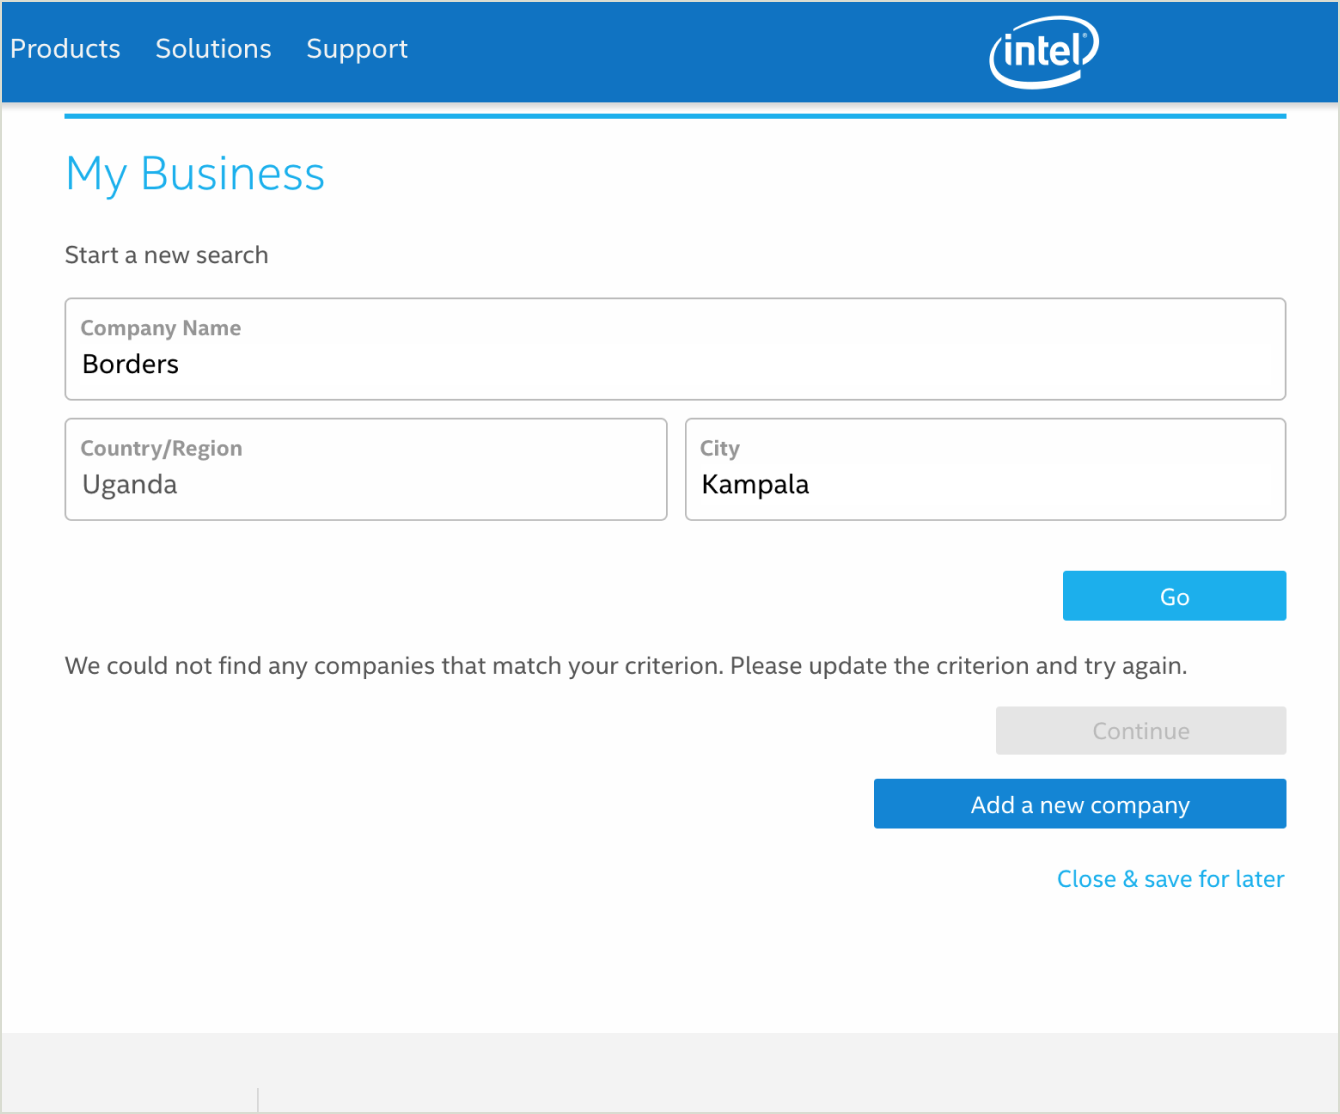 Products Solutions Support intel®
My Business
Start a new search
Company Name
Borders
Country/Region City
Uganda Kampala
Go
We could not find any companies that match your criterion. Please update the criterion and try again.
Continue
Add a new company
Close & save for later